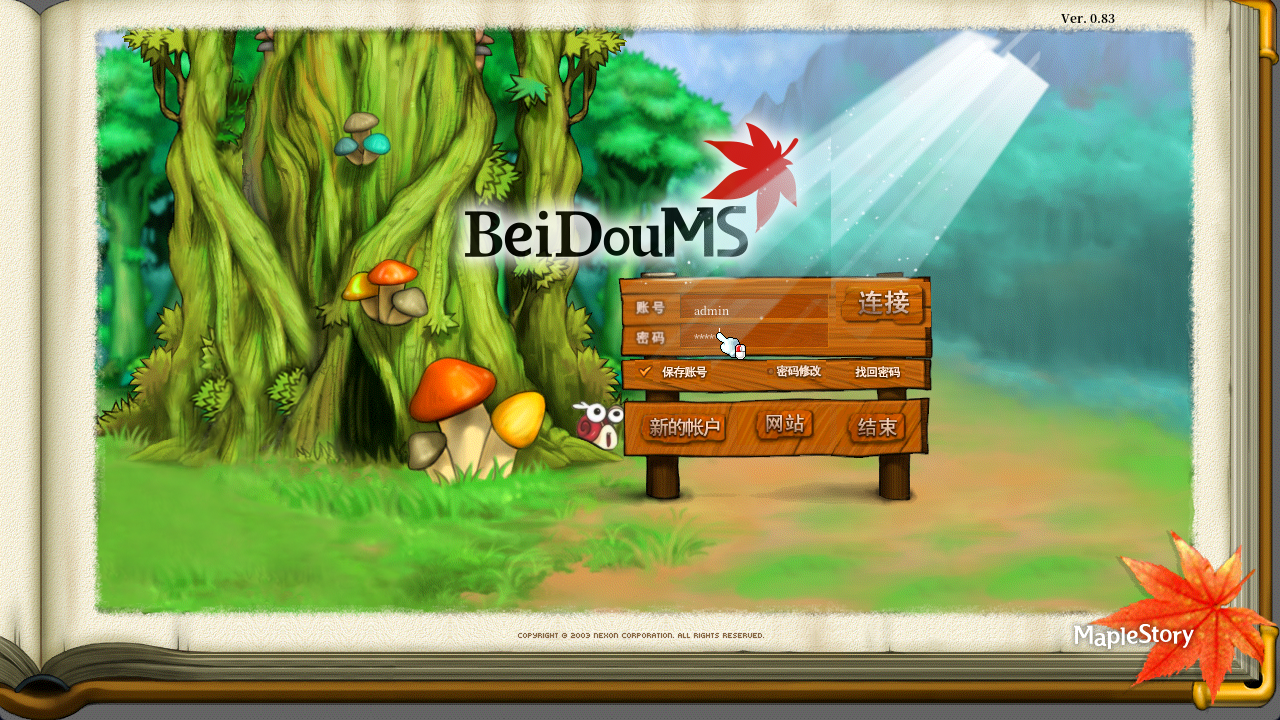 Ver. 0.83
BeiDouMS
账号
admin
连接
密码
****
保存账号
密码修改
找回密码
新的帐户
网站
结束
COPYRIGHT @ 2003 NEXON CORPORATION. ALL RIGHTS RESERVED.
MapleStory